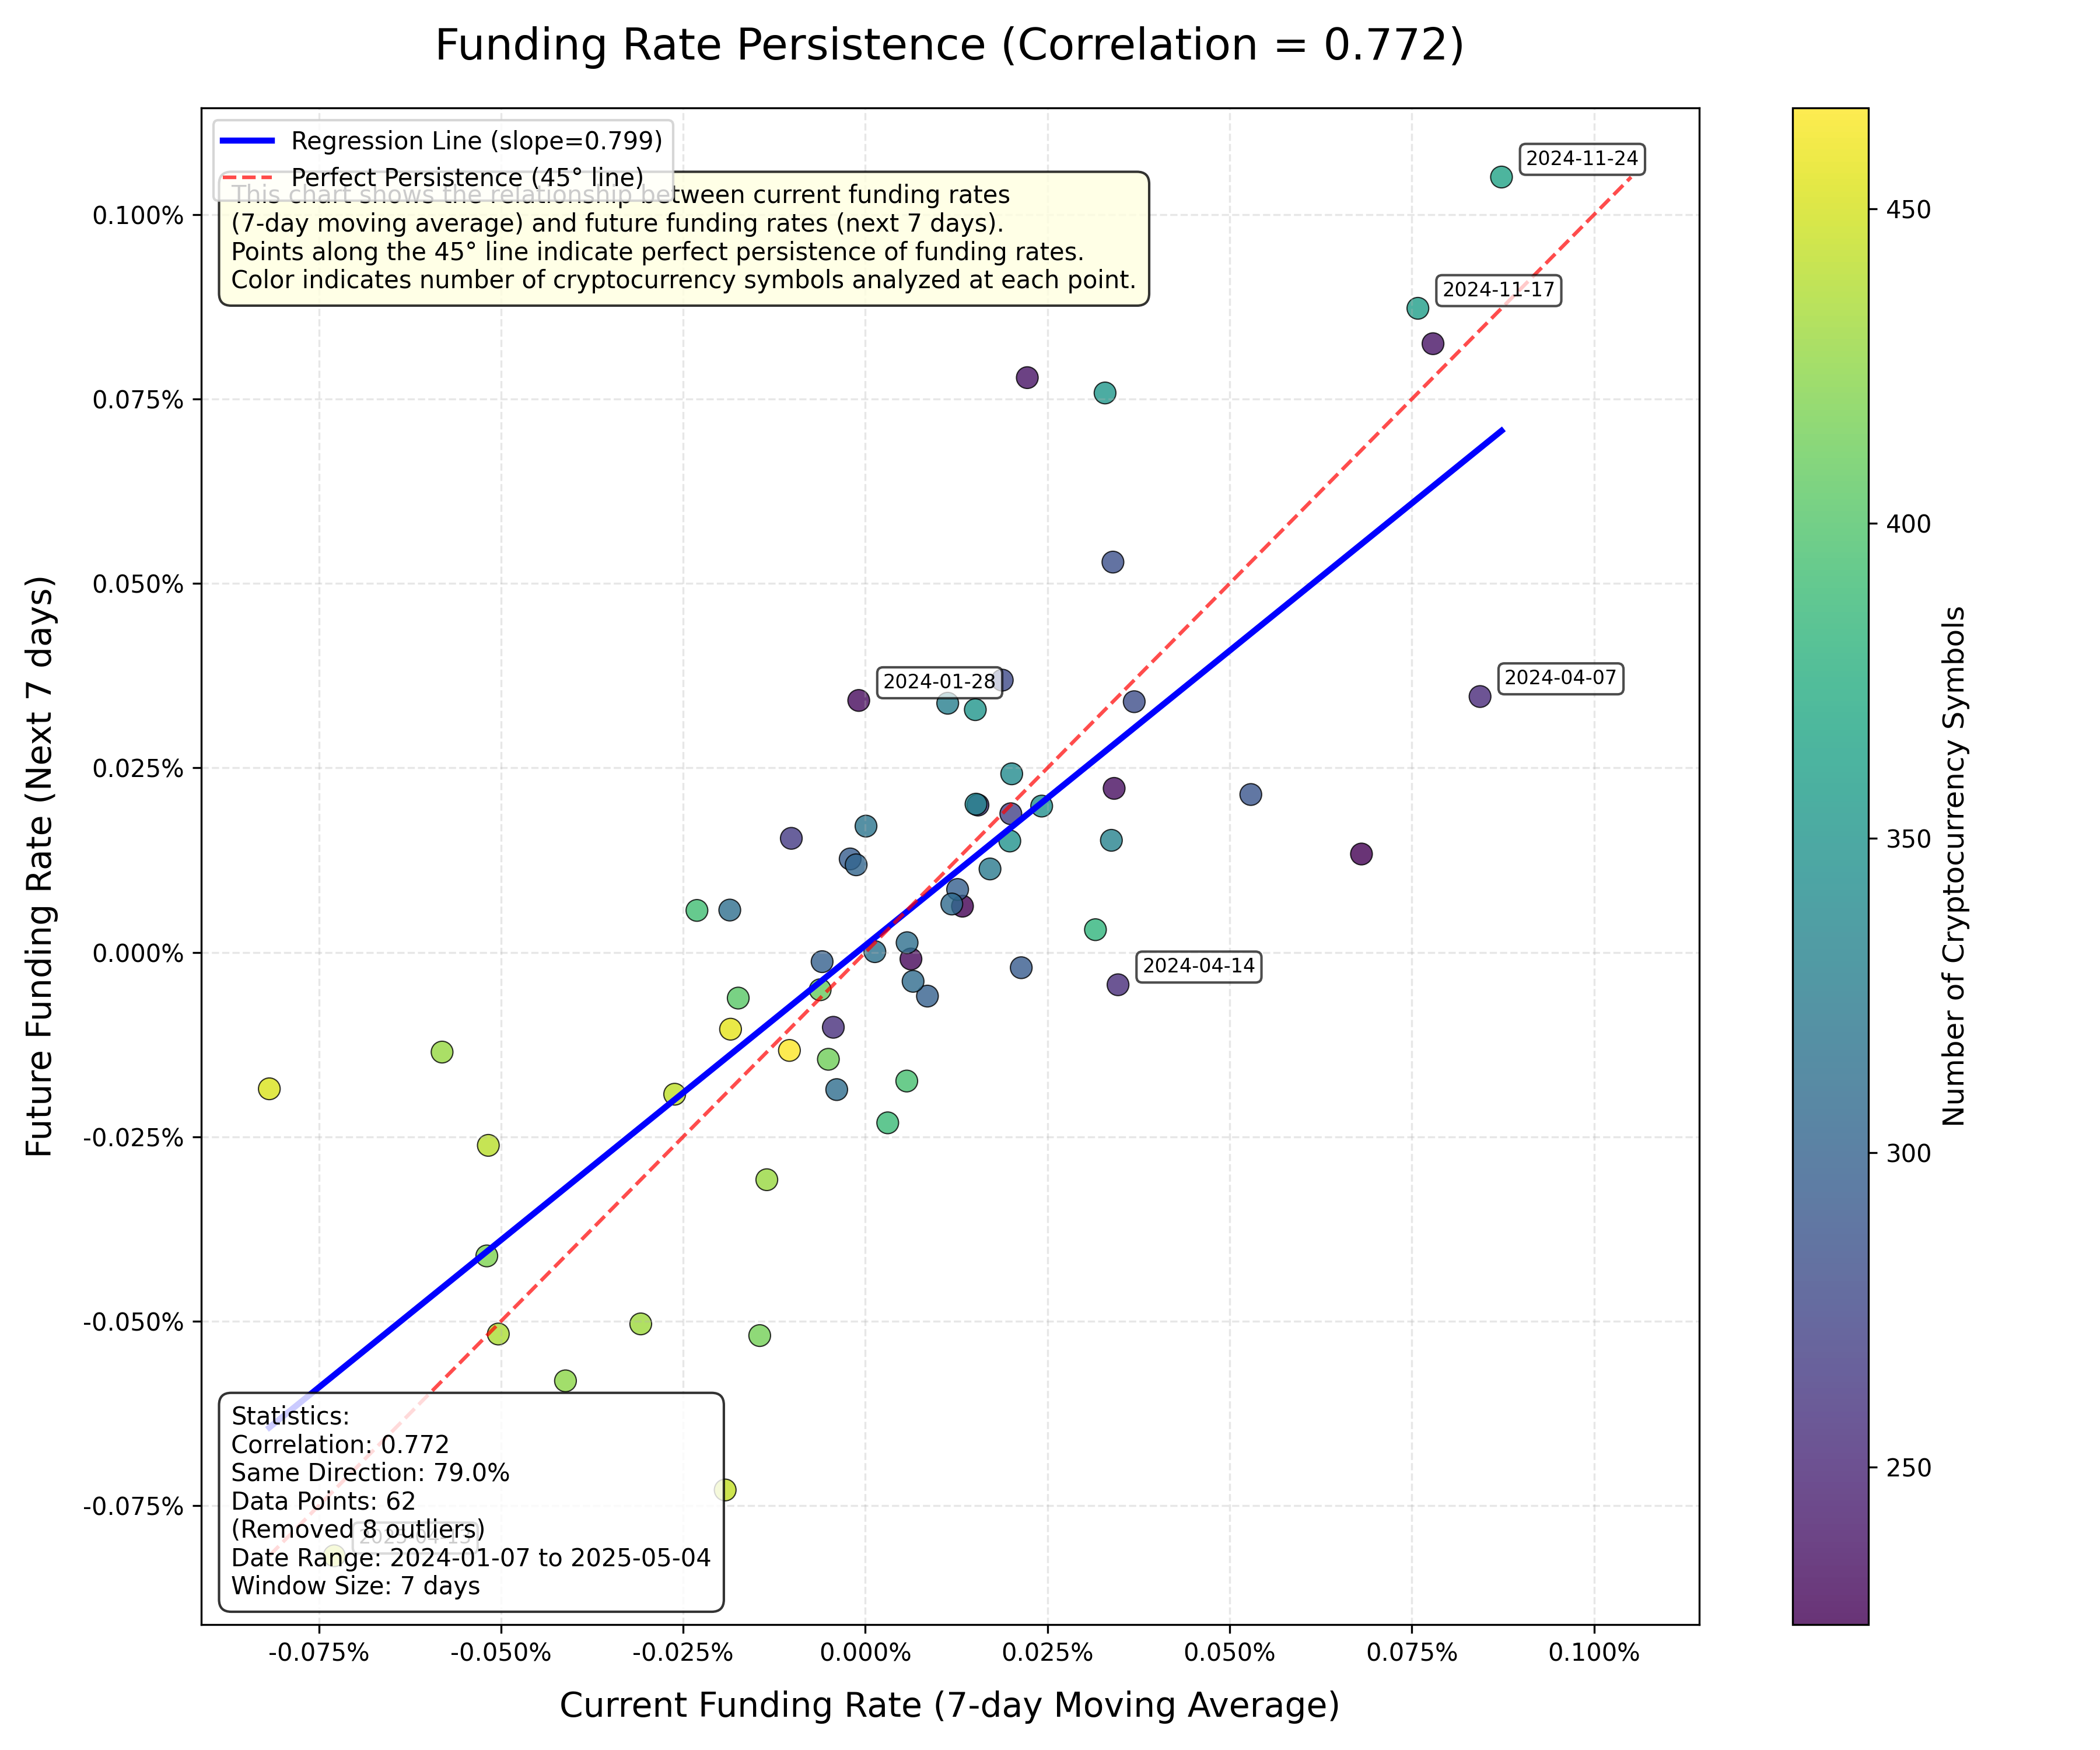 Funding Rate Persistence (Correlation = 0.772)
Regression Line (slope=0.799)
Perfect Persistence (45° line)
This chart shows the relationship between current funding rates
(7-day moving average) and future funding rates (next 7 days).
Points along the 45° line indicate perfect persistence of funding rates.
Color indicates number of cryptocurrency symbols analyzed at each point.
2024-11-24
2024-11-17
2024-01-28
2024-04-07
2024-04-14
Statistics:
Correlation: 0.772
Same Direction: 79.0%
Data Points: 62
(Removed 8 outliers)
Date Range: 2024-01-07 to 2025-05-04
Window Size: 7 days
Future Funding Rate (Next 7 days)
0.100%
0.075%
0.050%
0.025%
0.000%
-0.025%
-0.050%
-0.075%
-0.075%
-0.050%
-0.025%
0.000%
0.025%
0.050%
0.075%
0.100%
Current Funding Rate (7-day Moving Average)
450
400
350
300
250
Number of Cryptocurrency Symbols